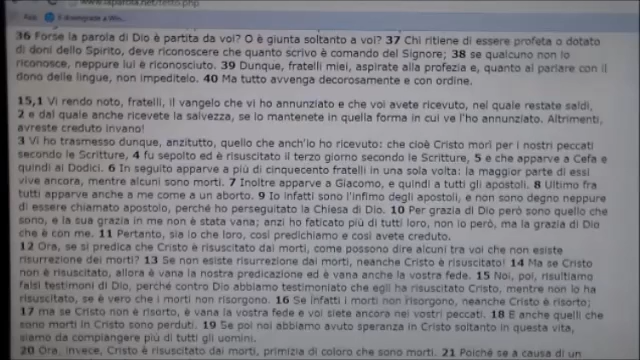 www.laparola.net/testo.php
App
36 Forse la parola di Dio è partita da voi? O è giunta soltanto a voi? 37 Chi ritiene di essere profeta o dotato
di doni dello Spirito, deve riconoscere che quanto scrivo è comando del Signore; 38 se qualcuno non lo
riconosce, neppure lui è riconosciuto. 39 Dunque, fratelli miei, aspirate alla profezia e, quanto al parlare con il
dono delle lingue, non impeditelo. 40 Ma tutto avvenga decorosamente e con ordine.
15,1 Vi rendo noto, fratelli, il vangelo che vi ho annunziato e che voi avete ricevuto, nel quale restate saldi,
2 e dal quale anche ricevete la salvezza, se lo mantenete in quella forma in cui ve l'ho annunziato. Altrimenti,
avreste creduto invano!
3 Vi ho trasmesso dunque, anzitutto, quello che anch'io ho ricevuto: che cioè Cristo morì per i nostri peccati
secondo le Scritture, 4 fu sepolto ed è risuscitato il terzo giorno secondo le Scritture, 5 e che apparve a Cefa e
quindi ai Dodici. 6 In seguito apparve a più di cinquecento fratelli in una sola volta: la maggior parte di essi
vive ancora, mentre alcuni sono morti. 7 Inoltre apparve a Giacomo, e quindi a tutti gli apostoli. 8 Ultimo fra
tutti apparve anche a me come a un aborto. 9 Io infatti sono l'infimo degli apostoli, e non sono degno neppure
di essere chiamato apostolo, perché ho perseguitato la Chiesa di Dio. 10 Per grazia di Dio però sono quello che
sono, e la sua grazia in me non è stata vana; anzi ho faticato più di tutti loro, non io però, ma la grazia di Dio
che è con me. 11 Pertanto, sia io che loro, così predichiamo e così avete creduto.
12 Ora, se si predica che Cristo è risuscitato dai morti, come possono dire alcuni tra voi che non esiste
risurrezione dei morti? 13 Se non esiste risurrezione dai morti, neanche Cristo è risuscitato! 14 Ma se Cristo
non è risuscitato, allora è vana la nostra predicazione ed è vana anche la vostra fede. 15 Noi, poi, risultiamo
falsi testimoni di Dio, perché contro Dio abbiamo testimoniato che egli ha risuscitato Cristo, mentre non lo ha
risuscitato, se è vero che i morti non risorgono. 16 Se infatti i morti non risorgono, neanche Cristo è risorto;
17 ma se Cristo non è risorto, è vana la vostra fede e voi siete ancora nei vostri peccati. 18 E anche quelli che
sono morti in Cristo sono perduti. 19 Se poi noi abbiamo avuto speranza in Cristo soltanto in questa vita,
siamo da compiangere più di tutti gli uomini.
20 Ora, invece, Cristo è risuscitato dai morti, primizia di coloro che sono morti. 21 Poiché se a causa di un